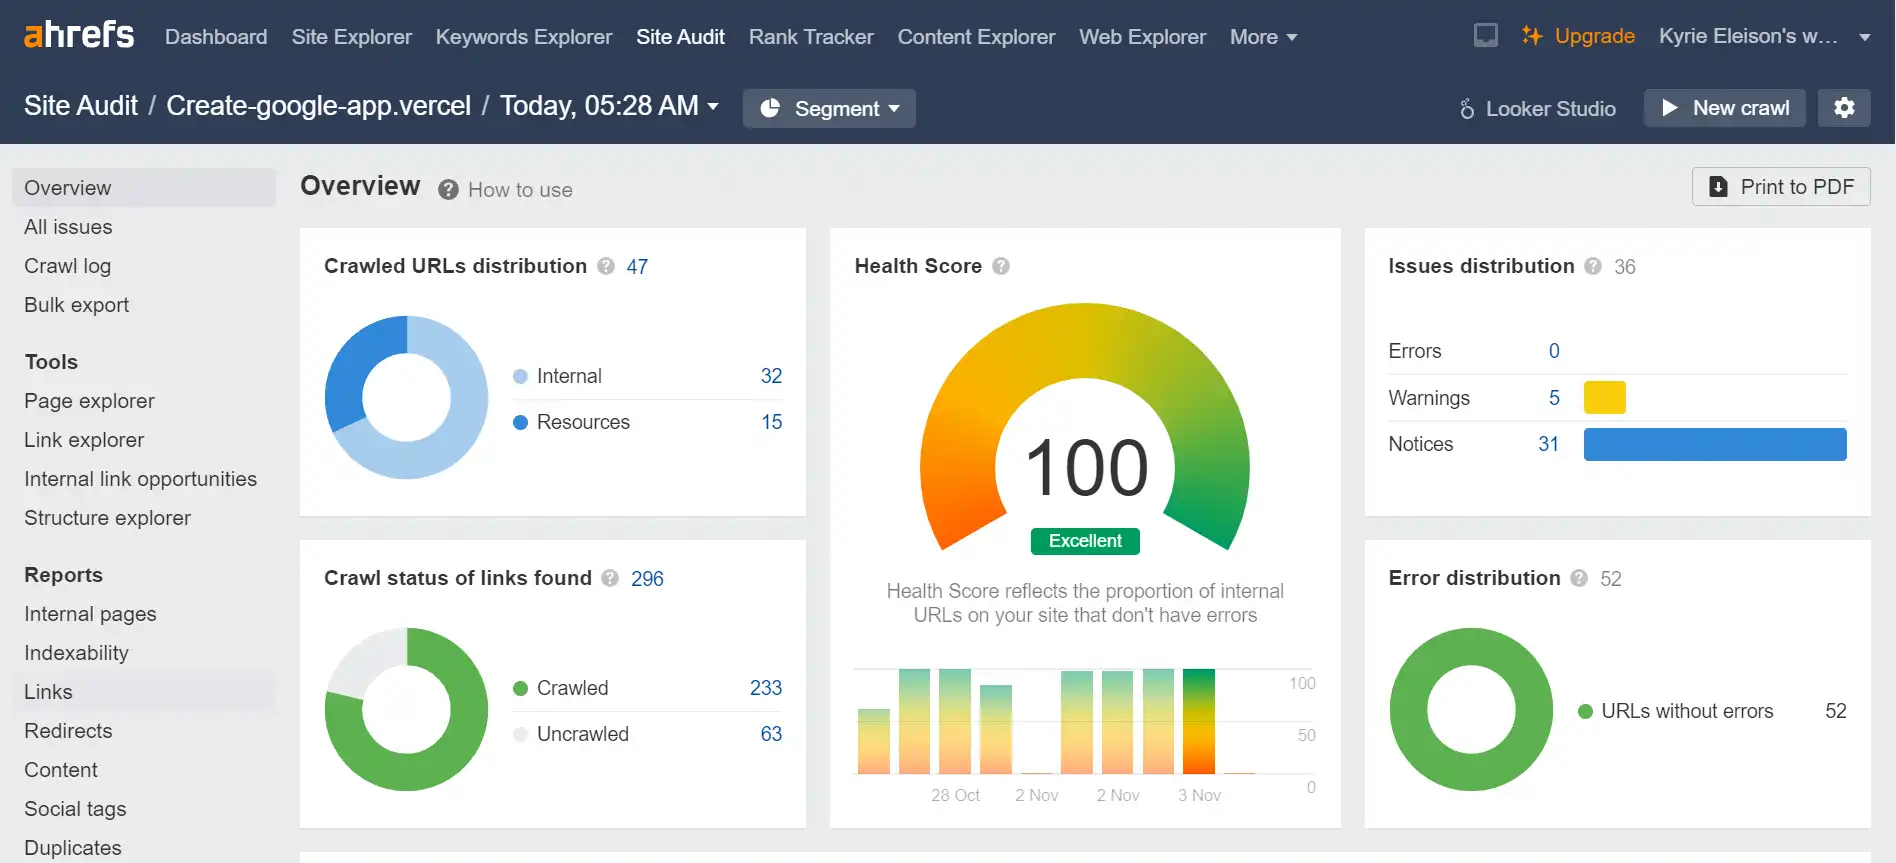 ahrefs Dashboard Site Explorer Keywords Explorer Site Audit Rank Tracker Content Explorer Web Explorer More Upgrade Kyrie Eleison's w...
Site Audit / Create-google-app.vercel / Today, 05:28 AM Segment Looker Studio New crawl
Overview
All issues
Crawl log
Bulk export
Tools
Page explorer
Link explorer
Internal link opportunities
Structure explorer
Reports
Internal pages
Indexability
Links
Redirects
Content
Social tags
Duplicates
Overview ? How to use Print to PDF
Crawled URLs distribution ? 47
Internal 32
Resources 15
Crawl status of links found ? 296
Crawled 233
Uncrawled 63
Health Score ?
100
Excellent
Health Score reflects the proportion of internal
URLs on your site that don't have errors
100
50
0
28 Oct 2 Nov 2 Nov 3 Nov
Issues distribution ? 36
Errors 0
Warnings 5
Notices 31
Error distribution ? 52
URLs without errors 52